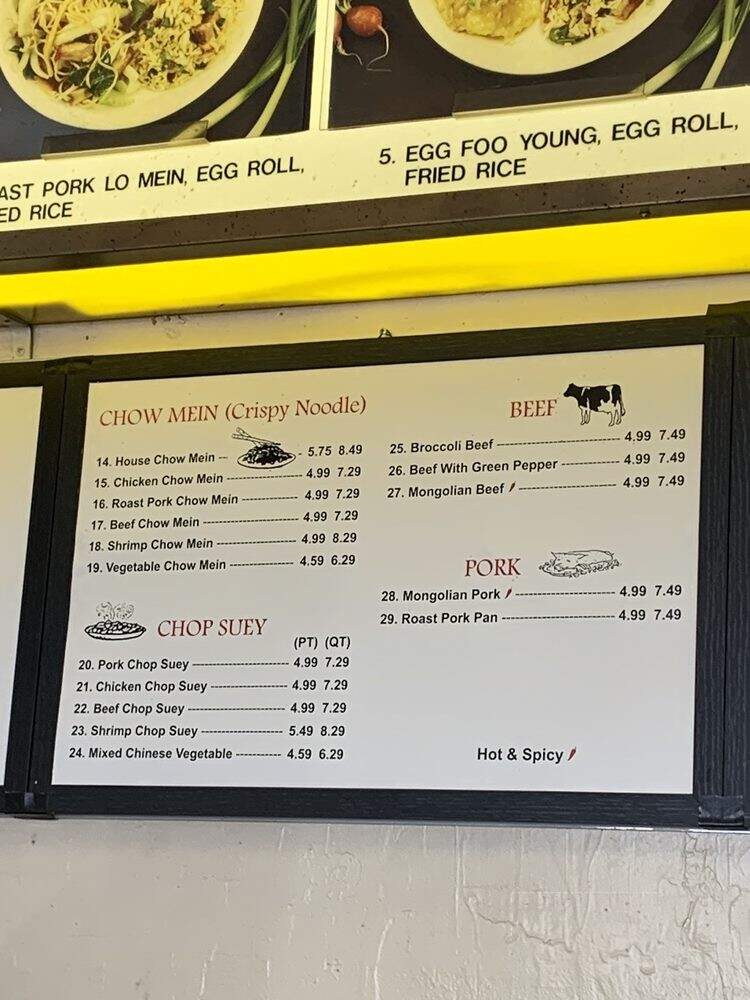 AST PORK LO MEIN, EGG ROLL,
ED RICE
5. EGG FOO YOUNG, EGG ROLL,
FRIED RICE
CHOW MEIN (Crispy Noodle)
14. House Chow Mein -- - 5.75 8.49
15. Chicken Chow Mein ---------------- 4.99 7.29
16. Roast Pork Chow Mein ------------ 4.99 7.29
17. Beef Chow Mein --------------------- 4.99 7.29
18. Shrimp Chow Mein ------------------ 4.99 8.29
19. Vegetable Chow Mein -------------- 4.59 6.29
CHOP SUEY
(PT) (QT)
20. Pork Chop Suey --------------------- 4.99 7.29
21. Chicken Chop Suey ---------------- 4.99 7.29
22. Beef Chop Suey --------------------- 4.99 7.29
23. Shrimp Chop Suey ------------------ 5.49 8.29
24. Mixed Chinese Vegetable ---------- 4.59 6.29
BEEF
25. Broccoli Beef --------------------------- 4.99 7.49
26. Beef With Green Pepper ------------- 4.99 7.49
27. Mongolian Beef ----------------------- 4.99 7.49
PORK
28. Mongolian Pork ---------------------- 4.99 7.49
29. Roast Pork Pan ------------------------- 4.99 7.49
Hot & Spicy